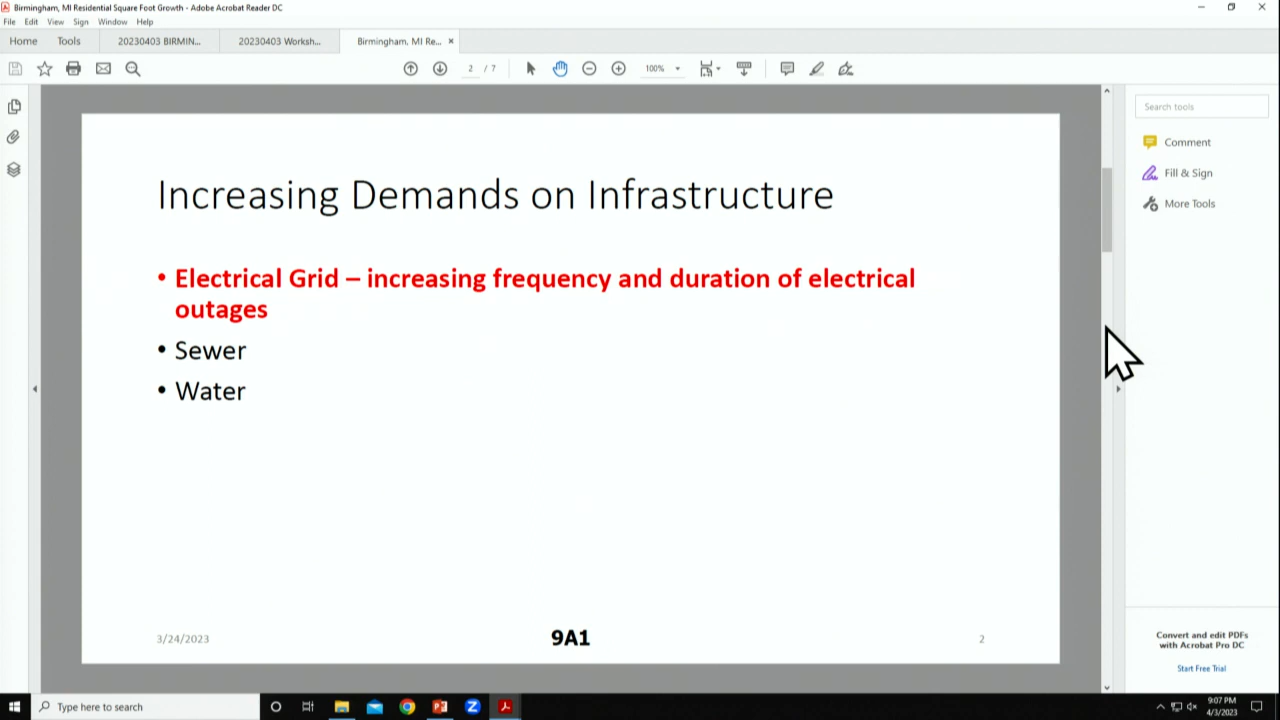 Birmingham, MI Residential Square Foot Growth - Adobe Acrobat Reader DC
File Edit View Sign Window Help
Home Tools 20230403 BIRMIN... 20230403 Worksh... Birmingham, MI Re... ×
2 / 7 100%
Search tools
Comment
Fill & Sign
More Tools
Increasing Demands on Infrastructure
• Electrical Grid – increasing frequency and duration of electrical
outages
• Sewer
• Water
3/24/2023 9A1 2
Convert and edit PDFs
with Acrobat Pro DC
Start Free Trial
Type here to search
9:07 PM
4/3/2023